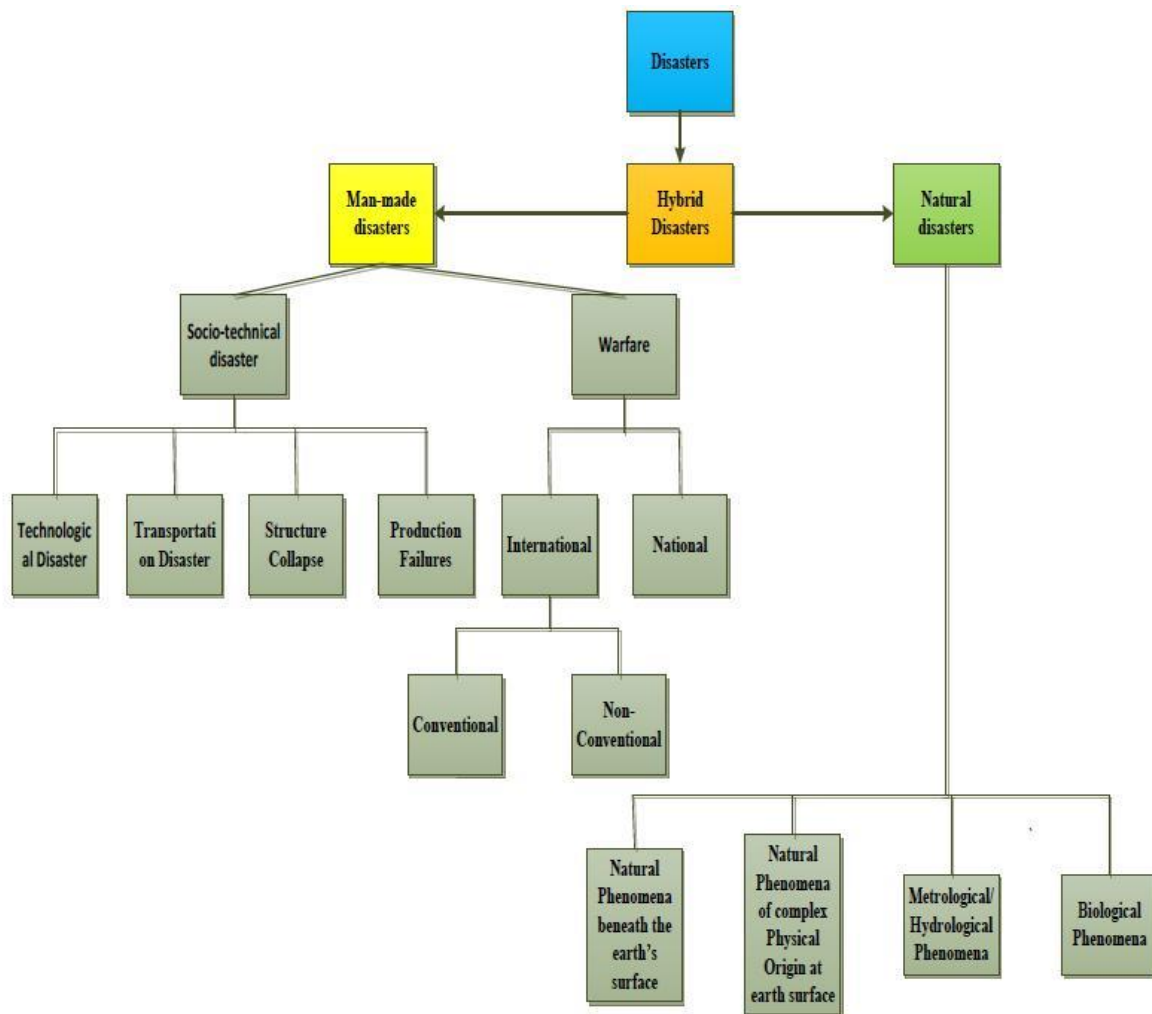 Disasters
Man-made
disasters
Hybrid
Disasters
Natural
disasters
Socio-technical
disaster
Warfare
Technologic
al Disaster
Transportati
on Disaster
Structure
Collapse
Production
Failures
International
National
Conventional
Non-
Conventional
Natural
Phenomena
beneath the
earth's
surface
Natural
Phenomena
of complex
Physical
Origin at
earth surface
Metrological/
Hydrological
Phenomena
Biological
Phenomena